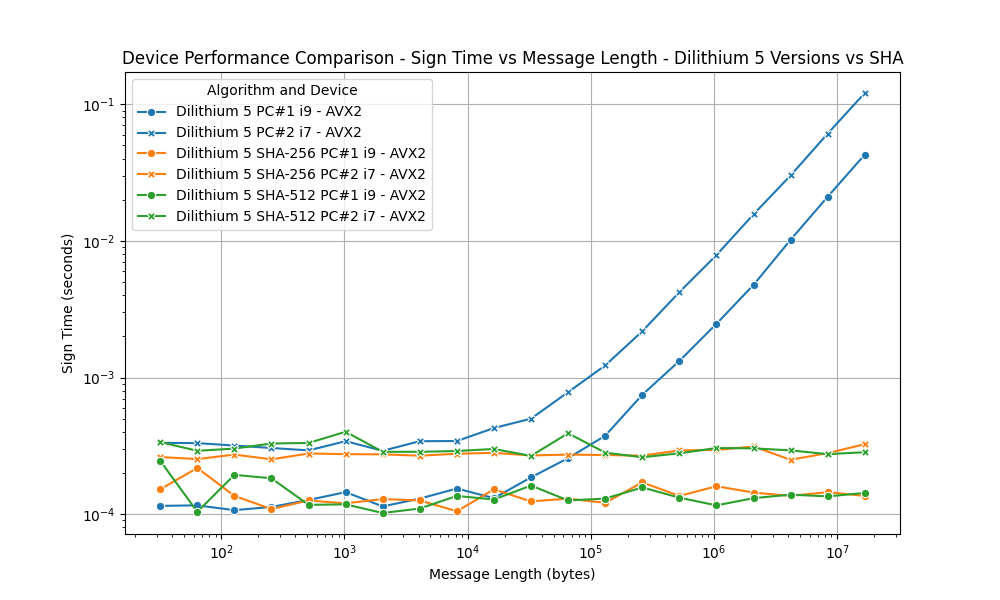 Device Performance Comparison - Sign Time vs Message Length - Dilithium 5 Versions vs SHA
Algorithm and Device
Dilithium 5 PC#1 i9 - AVX2
Dilithium 5 PC#2 i7 - AVX2
Dilithium 5 SHA-256 PC#1 i9 - AVX2
Dilithium 5 SHA-256 PC#2 i7 - AVX2
Dilithium 5 SHA-512 PC#1 i9 - AVX2
Dilithium 5 SHA-512 PC#2 i7 - AVX2
Sign Time (seconds)
10⁻¹
10⁻²
10⁻³
10⁻⁴
10² 10³ 10⁴ 10⁵ 10⁶ 10⁷
Message Length (bytes)